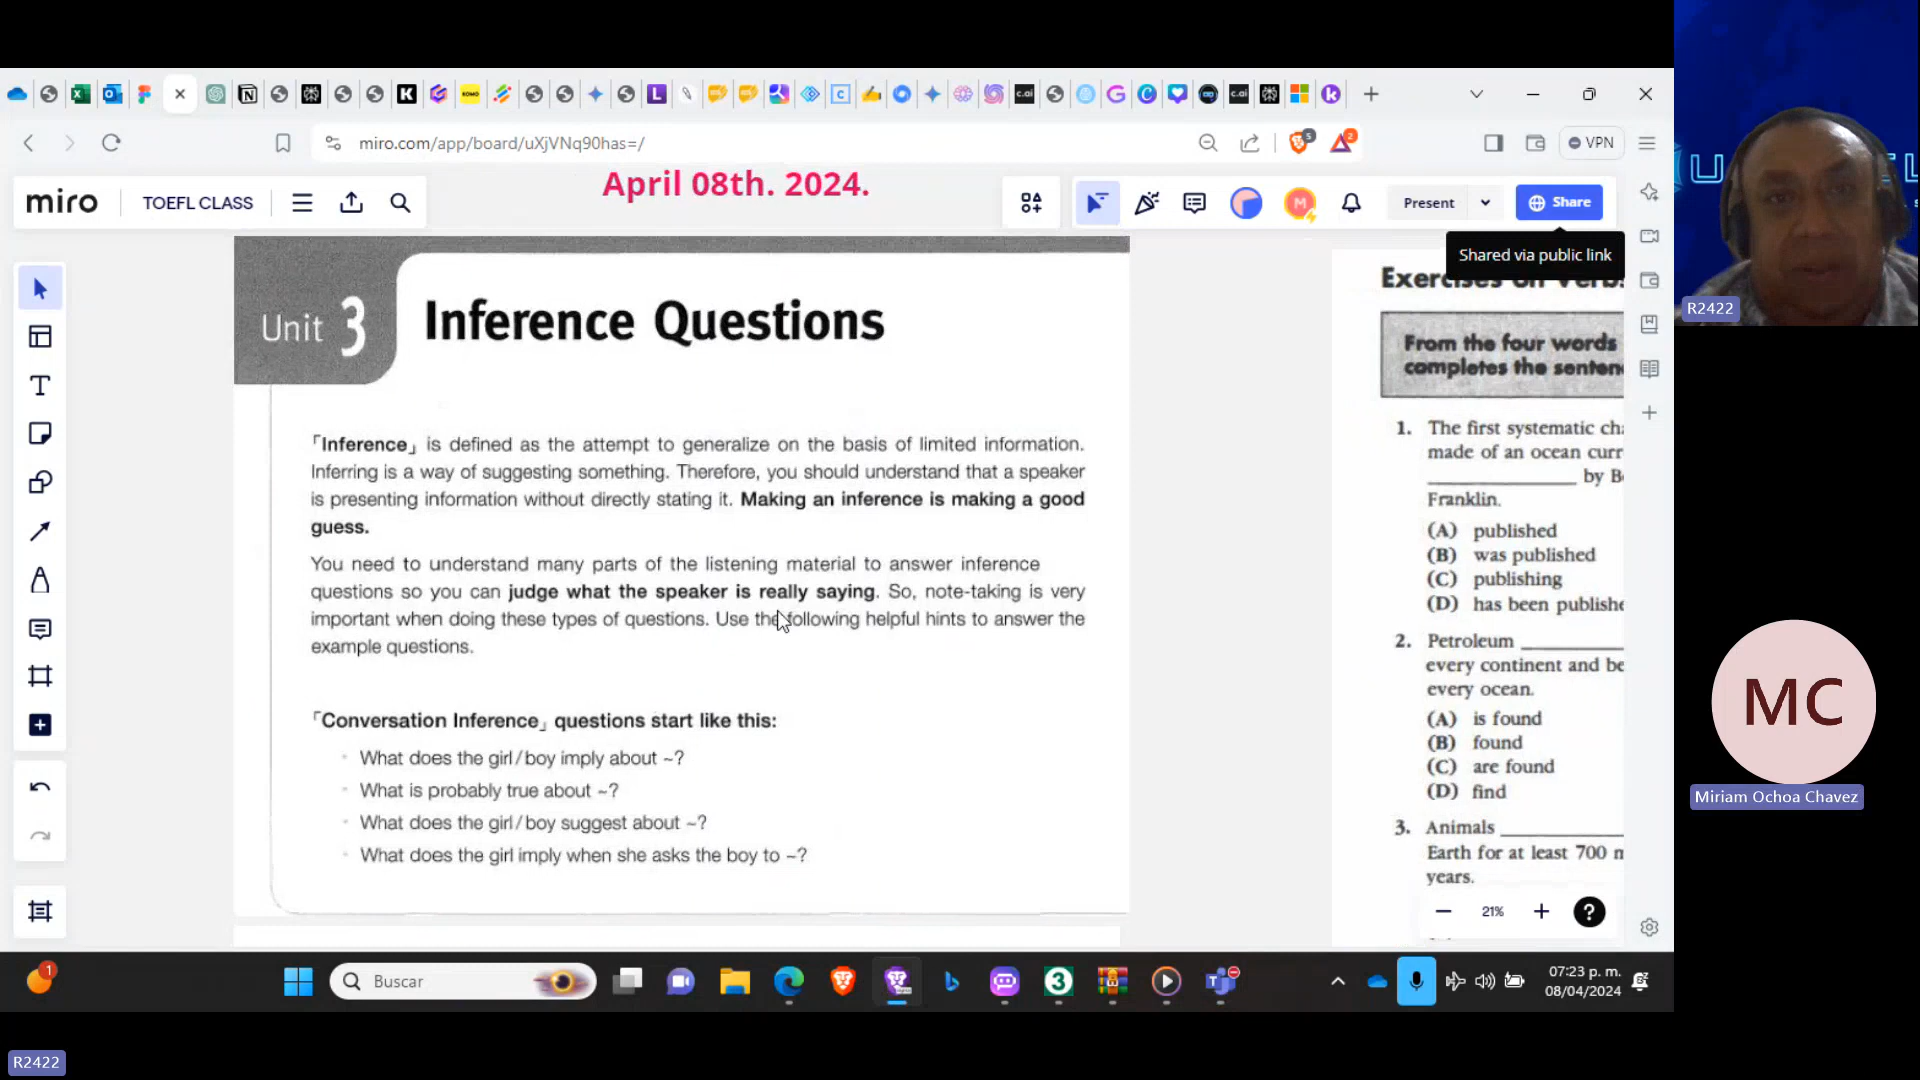 miro.com/app/board/uXjVNq90has=/
5
2
VPN
April 08th. 2024.
miro
TOEFL CLASS
M
Present
Share
Shared via public link
Unit 3
Inference Questions
「Inference」 is defined as the attempt to generalize on the basis of limited information.
Inferring is a way of suggesting something. Therefore, you should understand that a speaker
is presenting information without directly stating it. Making an inference is making a good
guess.
You need to understand many parts of the listening material to answer inference
questions so you can judge what the speaker is really saying. So, note-taking is very
important when doing these types of questions. Use the following helpful hints to answer the
example questions.
「Conversation Inference」 questions start like this:
What does the girl/boy imply about ~?
What is probably true about ~?
What does the girl/boy suggest about ~?
What does the girl imply when she asks the boy to ~?
Exercises on Verbs
From the four words
completes the senten
1. The first systematic cha
made of an ocean curr
by B
Franklin.
(A) published
(B) was published
(C) publishing
(D) has been publishe
2. Petroleum
every continent and be
every ocean.
(A) is found
(B) found
(C) are found
(D) find
3. Animals
Earth for at least 700 m
years.
21%
R2422
MC
Miriam Ochoa Chavez
1
Buscar
3
07:23 p. m.
08/04/2024
R2422